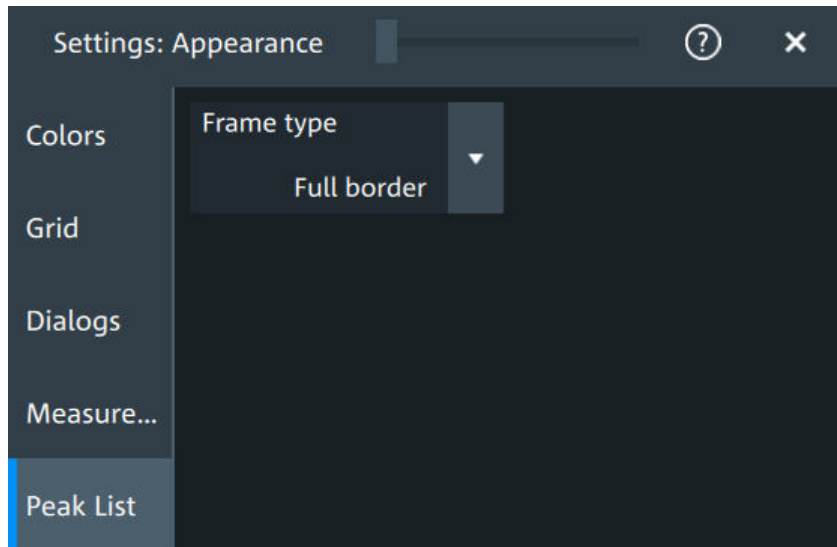 Settings: Appearance
?
Colors
Grid
Dialogs
Measure...
Peak List
Frame type
Full border